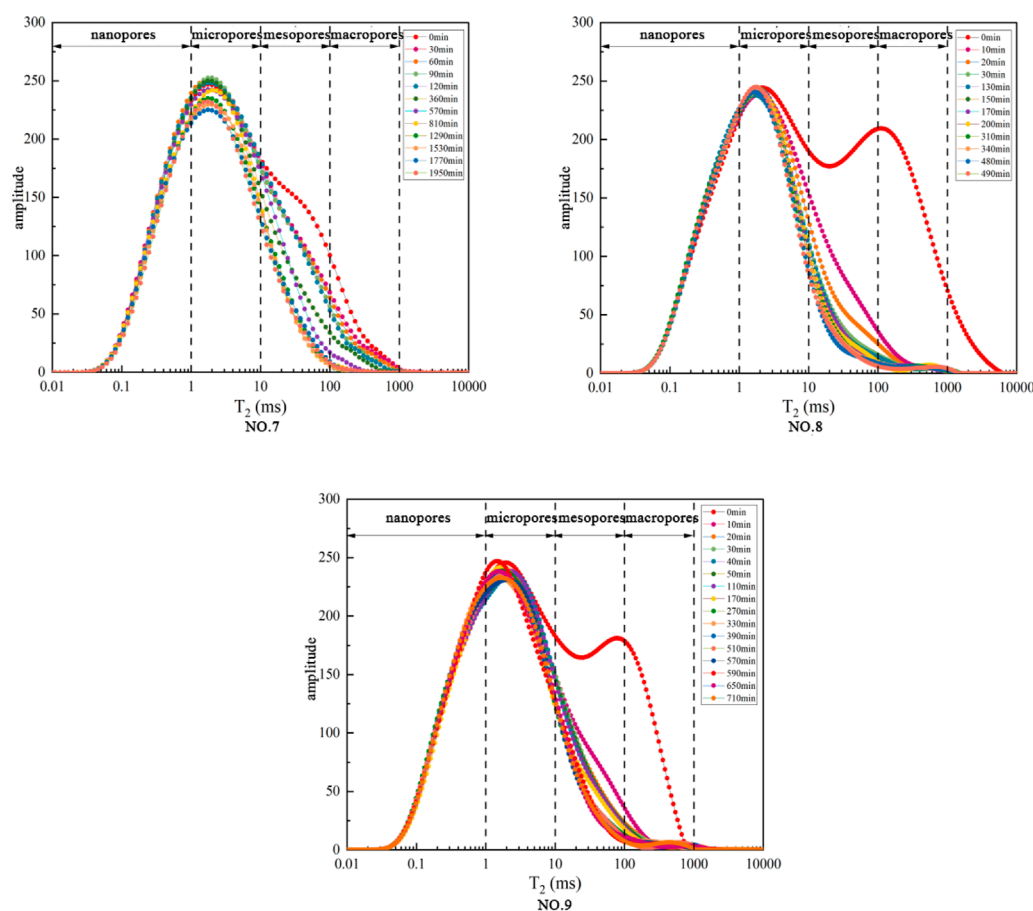 300
250
200
150
100
50
0
amplitude
nanopores micropores mesopores macropores
0min
30min
60min
90min
120min
360min
570min
810min
1290min
1530min
1770min
1950min
0.01 0.1 1 10 100 1000 10000
T2 (ms)
NO.7
300
250
200
150
100
50
0
amplitude
nanopores micropores mesopores macropores
0min
10min
20min
30min
130min
150min
170min
200min
310min
340min
480min
490min
0.01 0.1 1 10 100 1000 10000
T2 (ms)
NO.8
300
250
200
150
100
50
0
amplitude
nanopores micropores mesopores macropores
0min
10min
20min
30min
40min
50min
110min
170min
270min
330min
390min
510min
570min
590min
650min
710min
0.01 0.1 1 10 100 1000 10000
T2 (ms)
NO.9